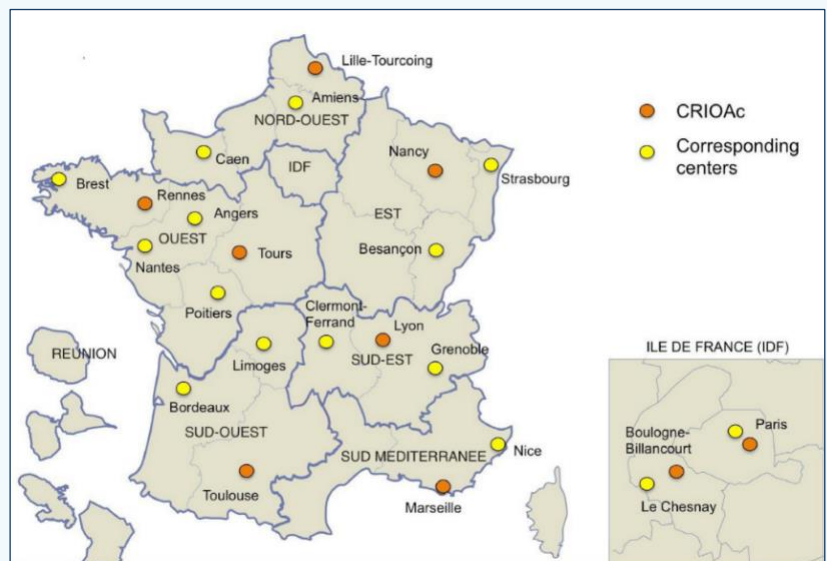 Lille-Tourcoing
Amiens
NORD-OUEST
CRIOAc
Corresponding
centers
Caen
IDF
Nancy
Strasbourg
Brest
Rennes
Angers
OUEST
EST
Tours
Besançon
Nantes
Poitiers
Clermont-
Ferrand
Lyon
SUD-EST
Grenoble
REUNION
Limoges
ILE DE FRANCE (IDF)
Bordeaux
SUD-OUEST
SUD MEDITERRANEE
Nice
Toulouse
Marseille
Paris
Boulogne-
Billancourt
Le Chesnay